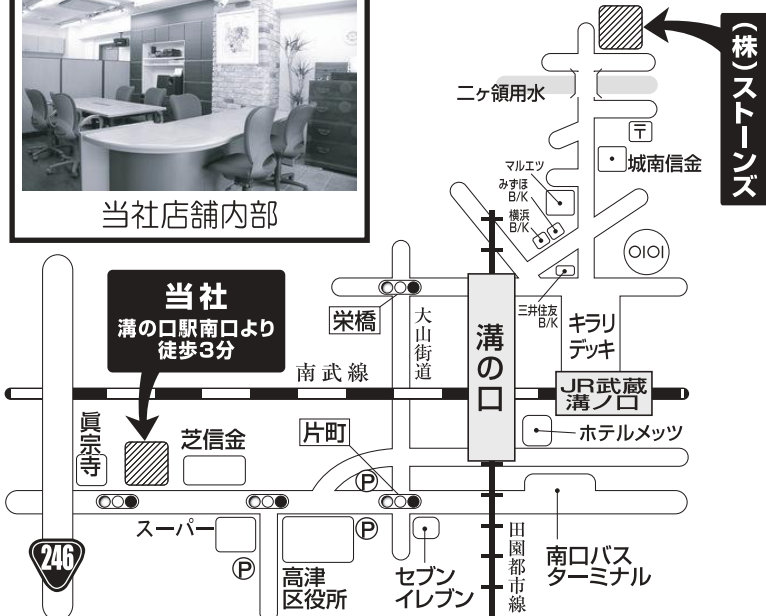 当社店舗内部
(株)ストーンズ
二ヶ領用水
〒
城南信金
マルエツ
みずほ
B/K
横浜
B/K
OIOI
三井住友
B/K
キラリ
デッキ
当社
溝の口駅南口より
徒歩3分
栄橋
大山街道
溝の口
南武線
JR武蔵
溝ノ口
眞宗寺
芝信金
片町
ホテルメッツ
P
スーパー
P
P
246
高津
区役所
セブン
イレブン
田園都市線
南口バス
ターミナル